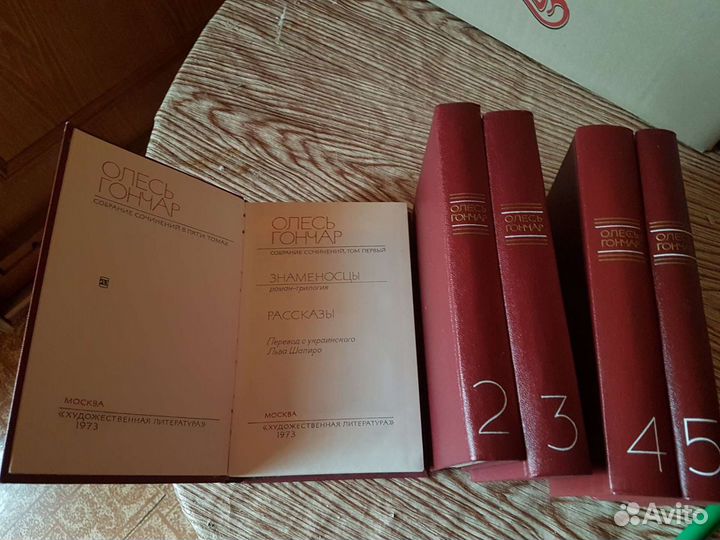 ОЛЕСЬ
ГОНЧАР
СОБРАНИЕ СОЧИНЕНИЙ В ПЯТИ ТОМАХ
МОСКВА
«ХУДОЖЕСТВЕННАЯ ЛИТЕРАТУРА»
1973
ОЛЕСЬ
ГОНЧАР
СОБРАНИЕ СОЧИНЕНИЙ, ТОМ ПЕРВЫЙ
ЗНАМЕНОСЦЫ
роман-трилогия
РАССКАЗЫ
Перевод с украинского
Льва Шапиро
МОСКВА
«ХУДОЖЕСТВЕННАЯ ЛИТЕРАТУРА»
1973
ОЛЕСЬ
ГОНЧАР
2
ОЛЕСЬ
ГОНЧАР
3
ОЛЕСЬ
ГОНЧАР
4
ОЛЕСЬ
ГОНЧАР
5
Avito